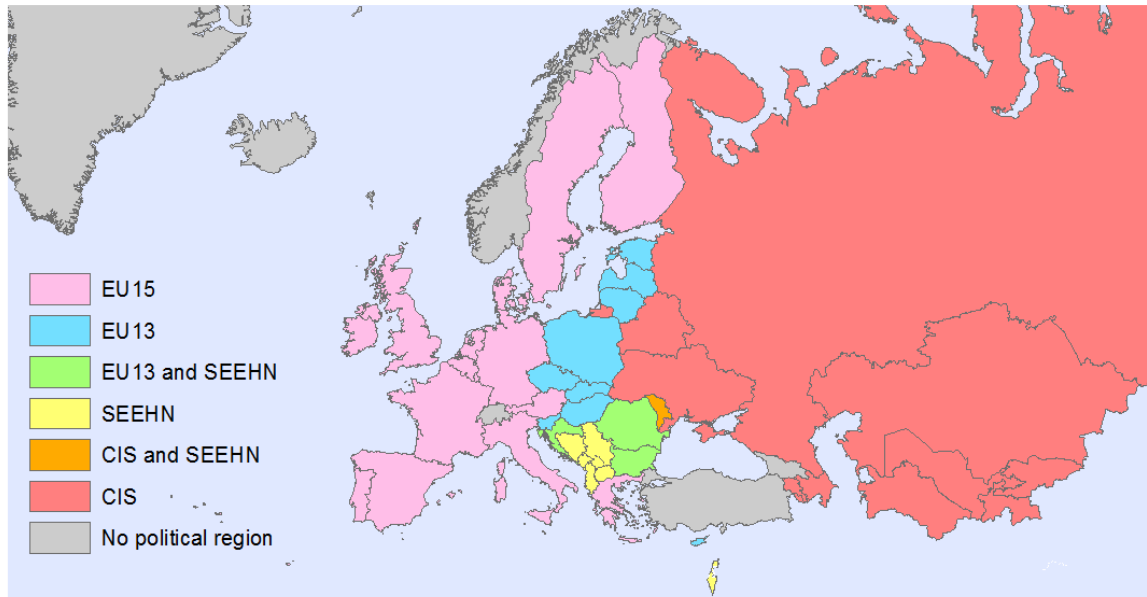 EU15
EU13
EU13 and SEEHN
SEEHN
CIS and SEEHN
CIS
No political region